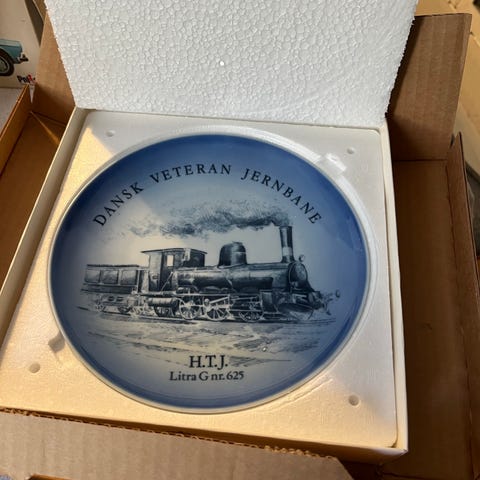 DANSK VETERAN JERNBANE
H.T.J.
Litra G nr. 625